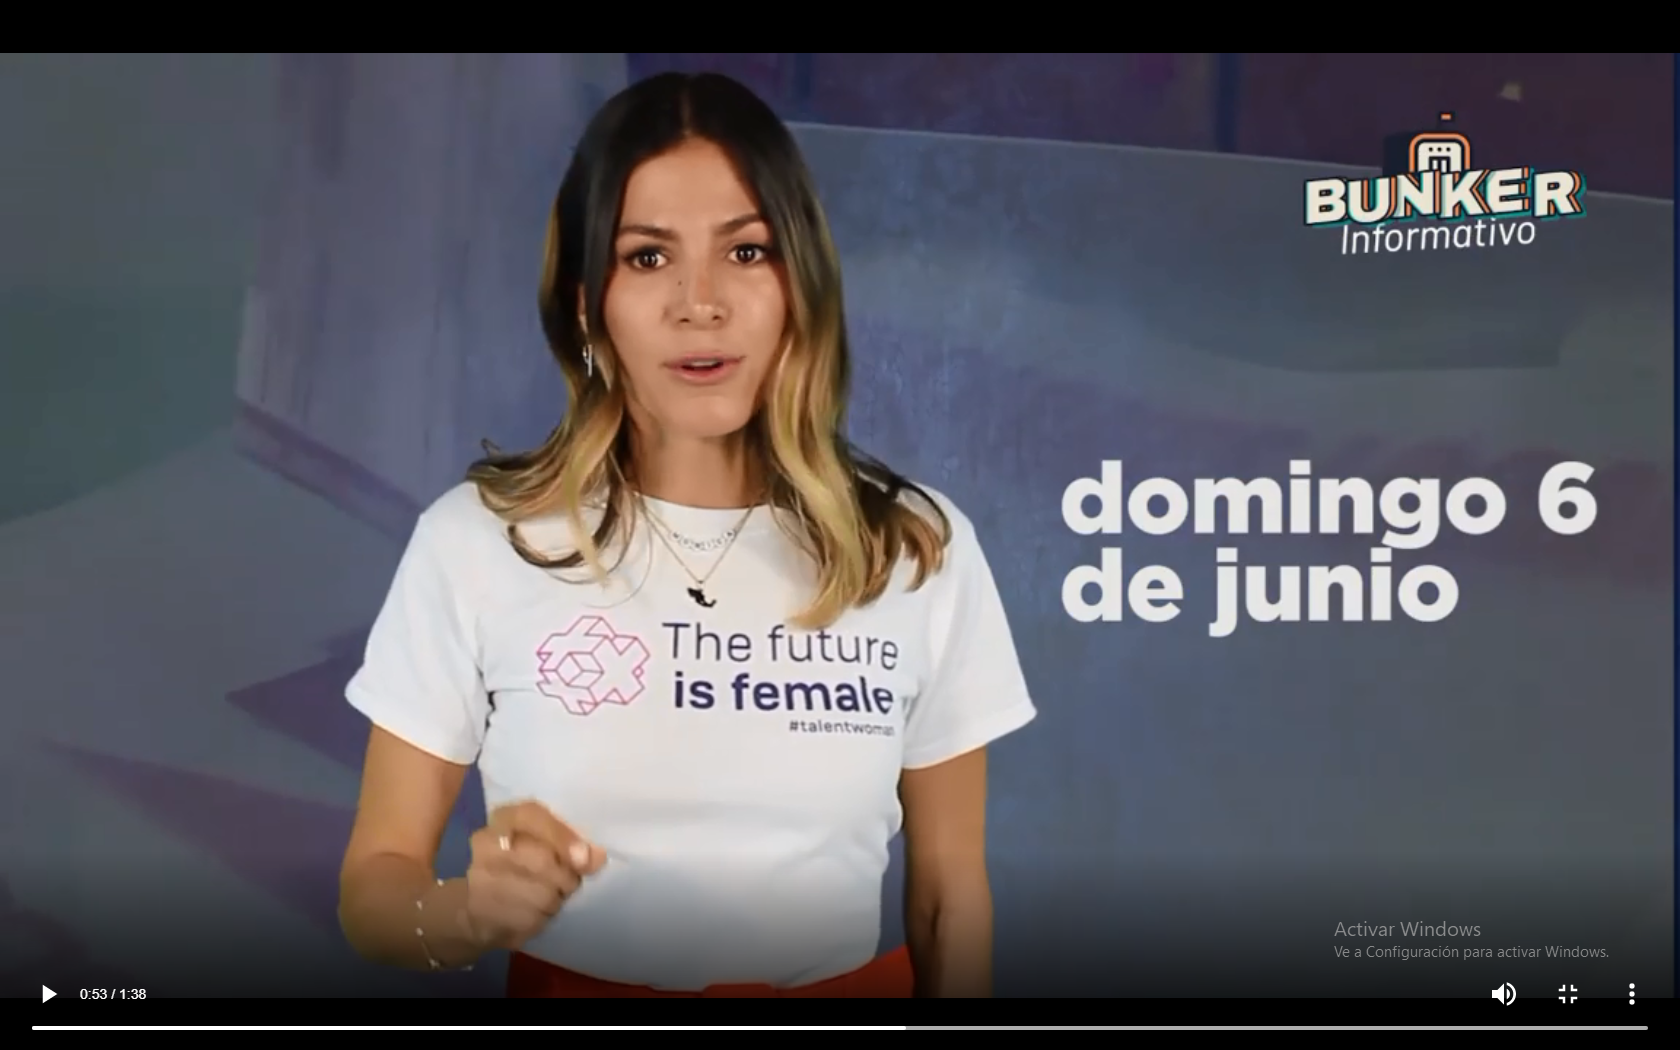 BUNKER
Informativo
domingo 6
de junio
The future
is female
#talentwoman
Activar Windows
Ve a Configuración para activar Windows.
0:53 / 1:38